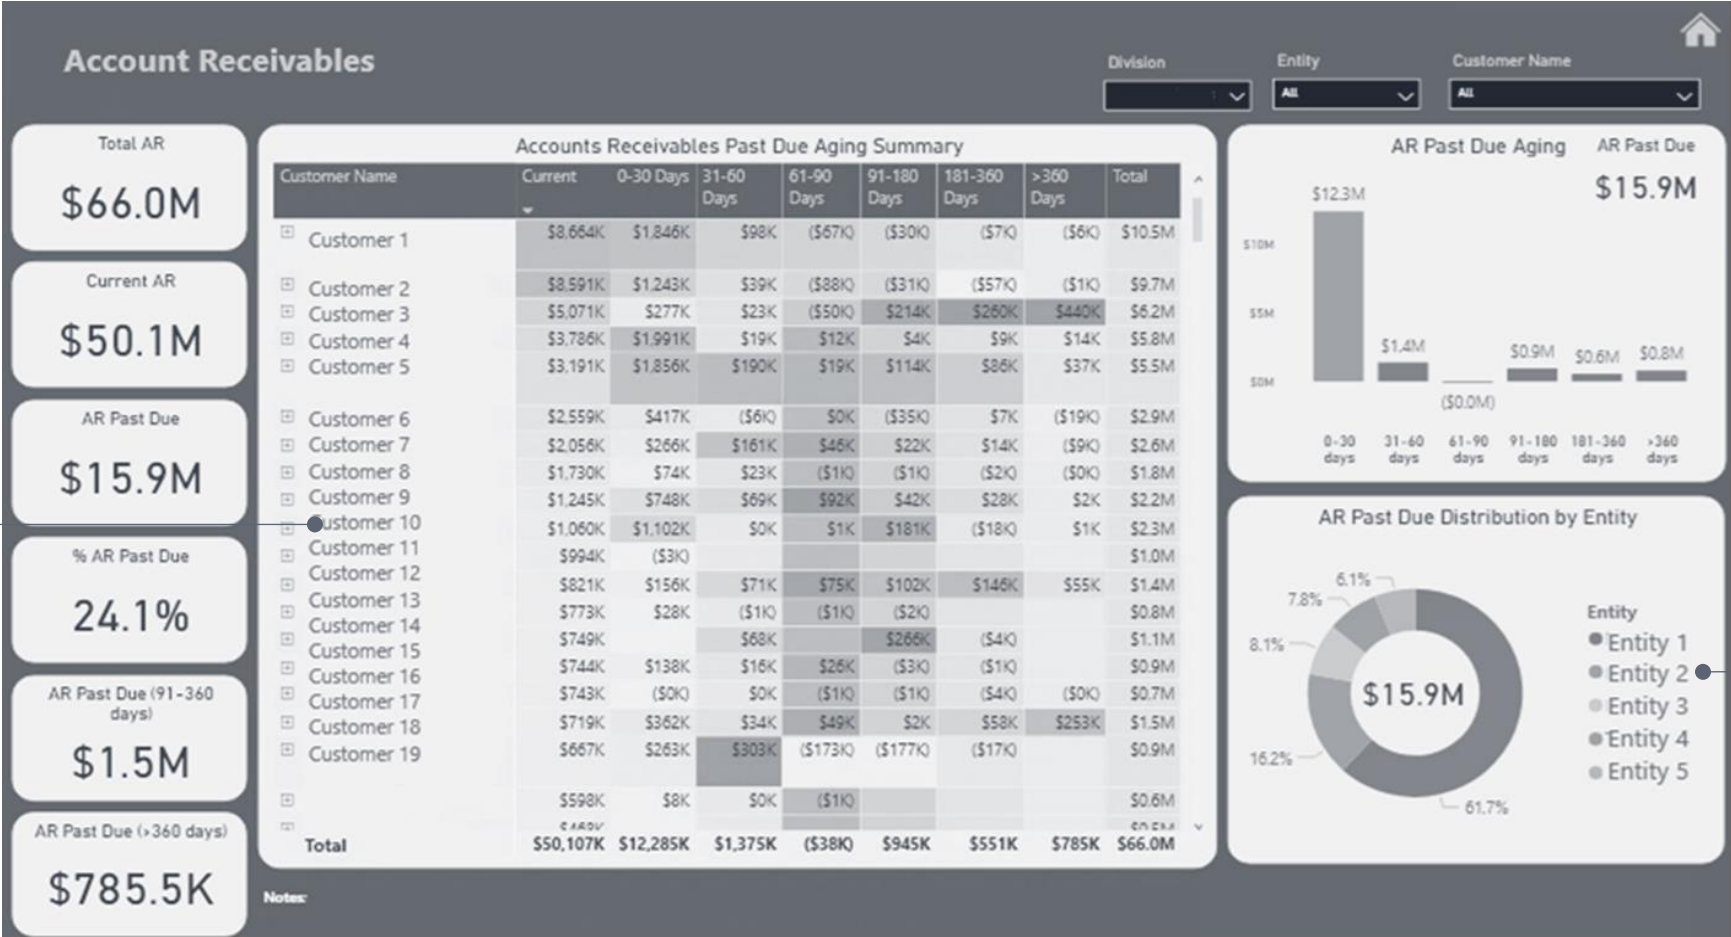 Account Receivables
Division
Entity
Customer Name
All
All
Total AR
$66.0M
Current AR
$50.1M
AR Past Due
$15.9M
% AR Past Due
24.1%
AR Past Due (91-360
days)
$1.5M
AR Past Due (>360 days)
$785.5K
Accounts Receivables Past Due Aging Summary
Customer Name Current 0-30 Days 31-60 Days 61-90 Days 91-180 Days 181-360 Days >360 Days Total
Customer 1 $8,664K $1,846K $98K ($67K) ($30K) ($7K) ($6K) $10.5M
Customer 2 $8,591K $1,243K $39K ($88K) ($31K) ($57K) ($1K) $9.7M
Customer 3 $5,071K $277K $23K ($50K) $214K $260K $440K $6.2M
Customer 4 $3,786K $1,991K $19K $12K $4K $9K $14K $5.8M
Customer 5 $3,191K $1,856K $190K $19K $114K $86K $37K $5.5M
Customer 6 $2,559K $417K ($6K) $0K ($35K) $7K ($19K) $2.9M
Customer 7 $2,056K $266K $161K $46K $22K $14K ($9K) $2.6M
Customer 8 $1,730K $74K $23K ($1K) ($1K) ($2K) ($0K) $1.8M
Customer 9 $1,245K $748K $69K $92K $42K $28K $2K $2.2M
Customer 10 $1,060K $1,102K $0K $1K $181K ($18K) $1K $2.3M
Customer 11 $994K ($3K) $1.0M
Customer 12 $821K $156K $71K $75K $102K $146K $55K $1.4M
Customer 13 $773K $28K ($1K) ($1K) ($2K) $0.8M
Customer 14 $749K $68K $266K ($4K) $1.1M
Customer 15 $744K $138K $16K $26K ($3K) ($1K) $0.9M
Customer 16 $743K ($0K) $0K ($1K) ($1K) ($4K) ($0K) $0.7M
Customer 17 $719K $362K $34K $49K $2K $58K $253K $1.5M
Customer 18 $667K $263K $303K ($173K) ($177K) ($17K) $0.9M
Customer 19
$598K $8K $0K ($1K) $0.6M
Total $50,107K $12,285K $1,375K ($38K) $945K $551K $785K $66.0M
Notes:
AR Past Due Aging
AR Past Due
$15.9M
$12.3M
$10M
$5M
$0M
$1.4M
($0.0M)
$0.9M
$0.6M
$0.8M
0-30 31-60 61-90 91-180 181-360 >360
days days days days days days
AR Past Due Distribution by Entity
6.1%
7.8%
8.1%
16.2%
61.7%
$15.9M
Entity
Entity 1
Entity 2
Entity 3
Entity 4
Entity 5